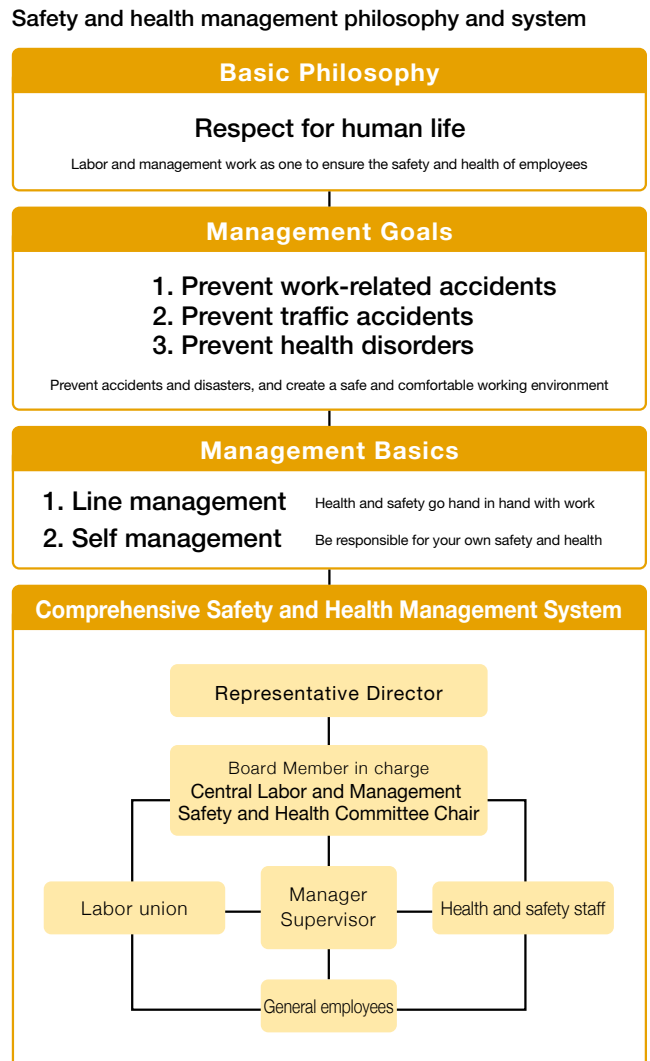 Safety and health management philosophy and system
Basic Philosophy
Respect for human life
Labor and management work as one to ensure the safety and health of employees
Management Goals
1. Prevent work-related accidents
2. Prevent traffic accidents
3. Prevent health disorders
Prevent accidents and disasters, and create a safe and comfortable working environment
Management Basics
1. Line management Health and safety go hand in hand with work
2. Self management Be responsible for your own safety and health
Comprehensive Safety and Health Management System
Representative Director
Board Member in charge
Central Labor and Management
Safety and Health Committee Chair
Labor union
Manager
Supervisor
Health and safety staff
General employees